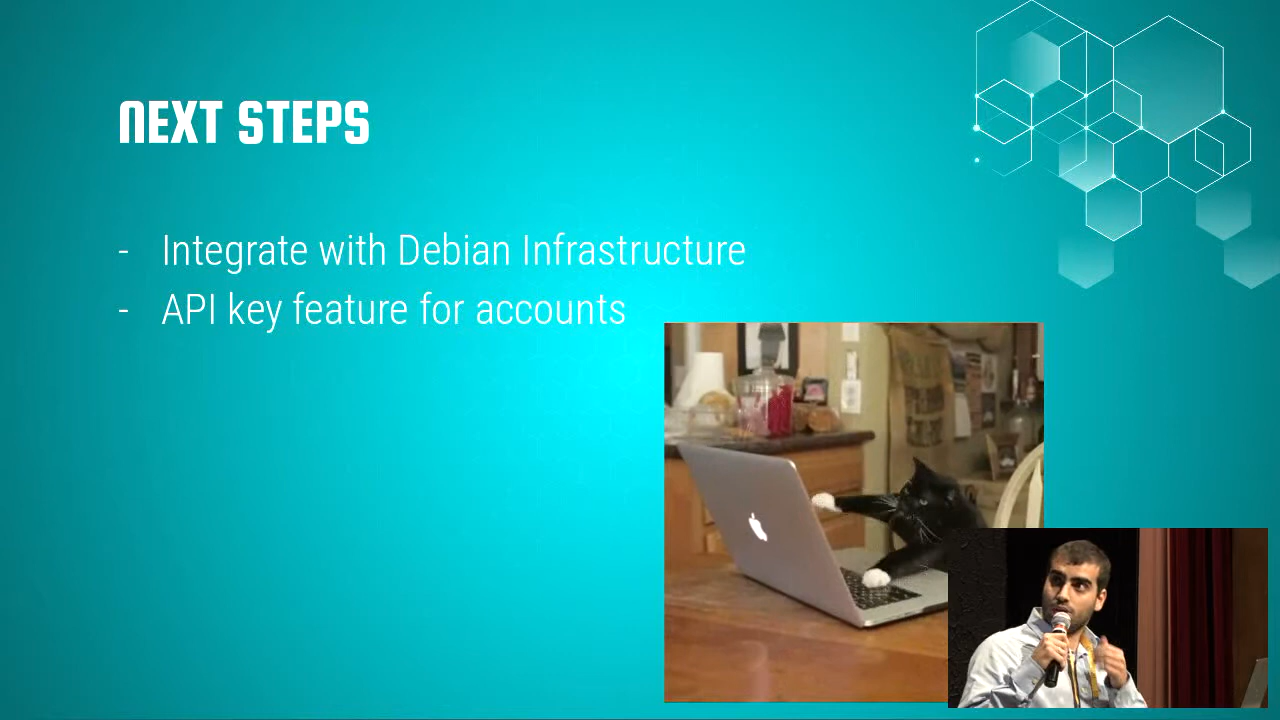 NEXT STEPS
- Integrate with Debian Infrastructure
- API key feature for accounts